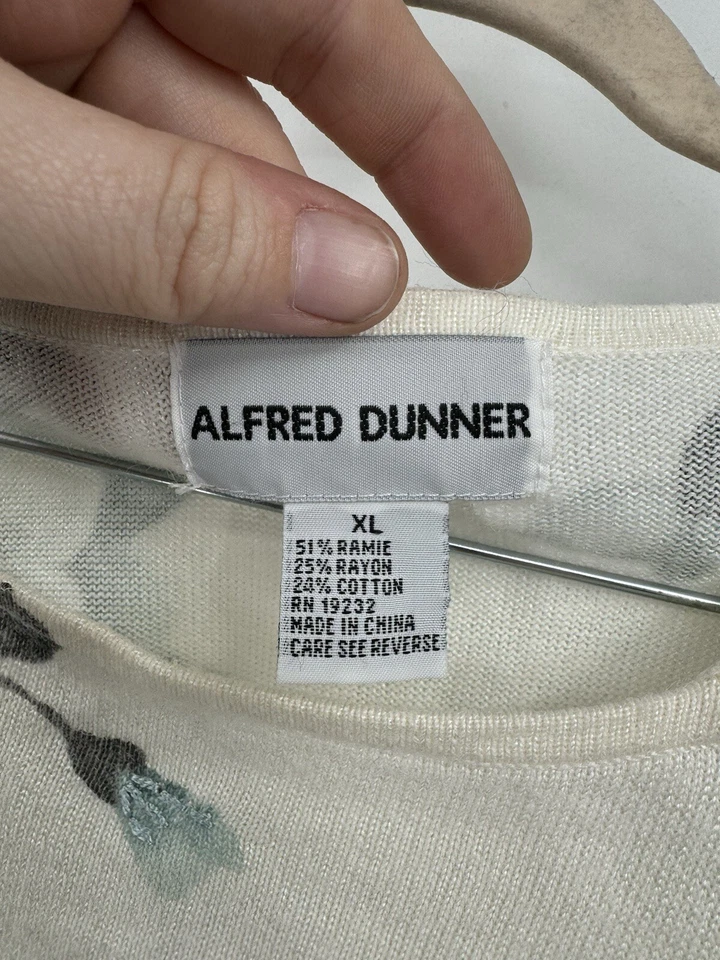 ALFRED DUNNER
XL
51% RAMIE
25% RAYON
24% COTTON
RN 19232
MADE IN CHINA
CARE SEE REVERSE